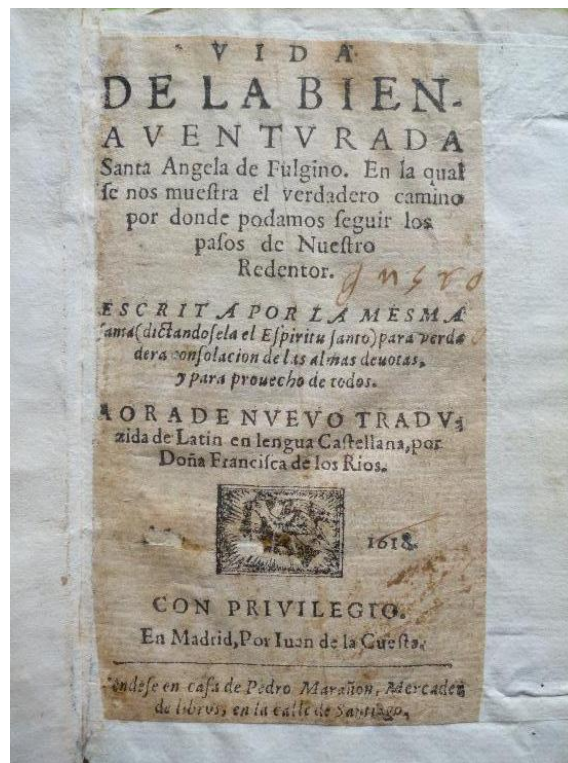 VIDA
DE LA BIEN-
AVENTVRADA
Santa Angela de Fulgino. En la qual
ſe nos mueſtra el verdadero camino
por donde podamos ſeguir los
paſos de Nueſtro
Redentor.
ESCRITA POR LA MESMA
ſanta (dictandoſela el Eſpiritu ſanto) para verda
dera conſolacion de las almas deuotas,
y para prouecho de todos.
AORA DE NVEVO TRADV-
zida de Latin en lengua Caſtellana, por
Doña Franciſca de los Rios.
1618.
CON PRIVILEGIO.
En Madrid, Por Iuan de la Cueſta.
Vendeſe en caſa de Pedro Marañon, Mercader
de libros, en la calle de Santiago.